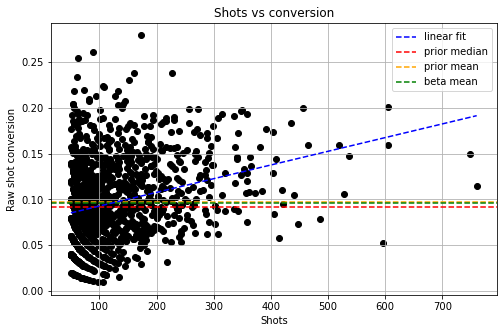 Shots vs conversion
linear fit
prior median
prior mean
beta mean
Raw shot conversion
0.25
0.20
0.15
0.10
0.05
0.00
100 200 300 400 500 600 700
Shots